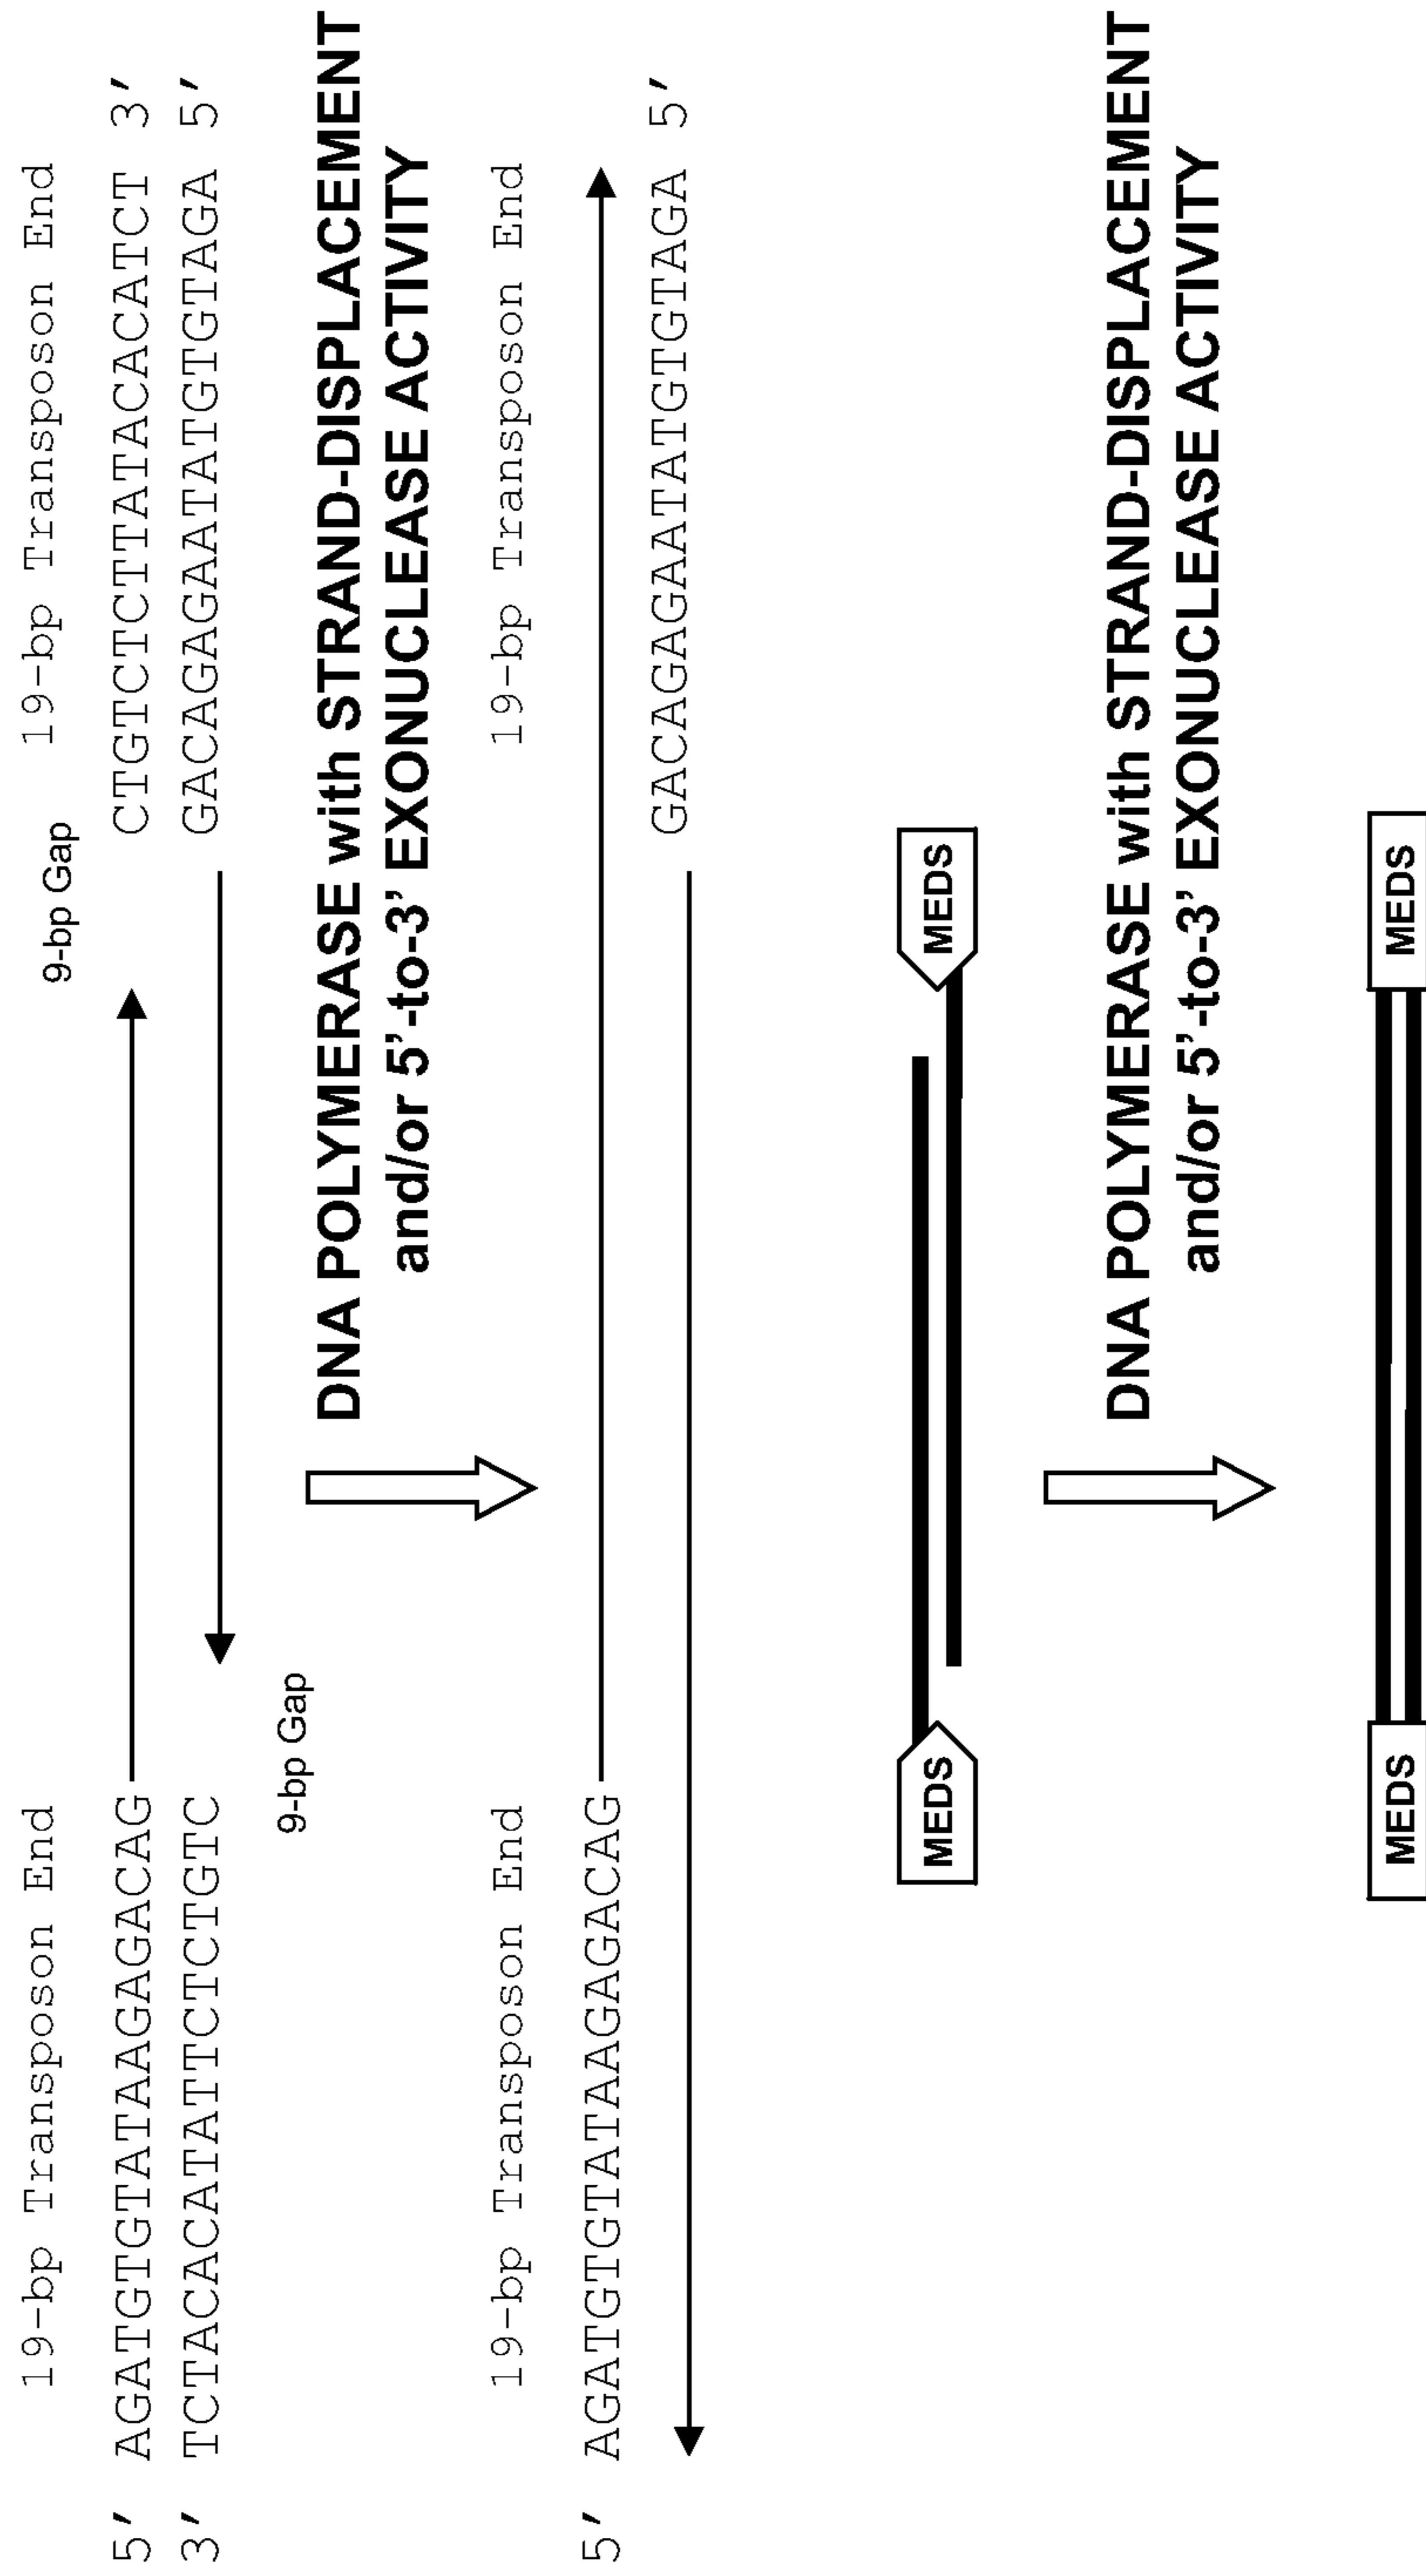 19-bp Transposon End 19-bp Transposon End
9-bp Gap
5' AGATGTGTATAAGAGACAG CTGTCTCTTATACACATCT 3'
3' TCTACACATATTCTCTGTC GACAGAGAATATGTGTAGA 5'
9-bp Gap
DNA POLYMERASE with STRAND-DISPLACEMENT
and/or 5'-to-3' EXONUCLEASE ACTIVITY
19-bp Transposon End 19-bp Transposon End
5' AGATGTGTATAAGAGACAG
GACAGAGAATATGTGTAGA 5'
MEDS MEDS
DNA POLYMERASE with STRAND-DISPLACEMENT
and/or 5'-to-3' EXONUCLEASE ACTIVITY
MEDS MEDS